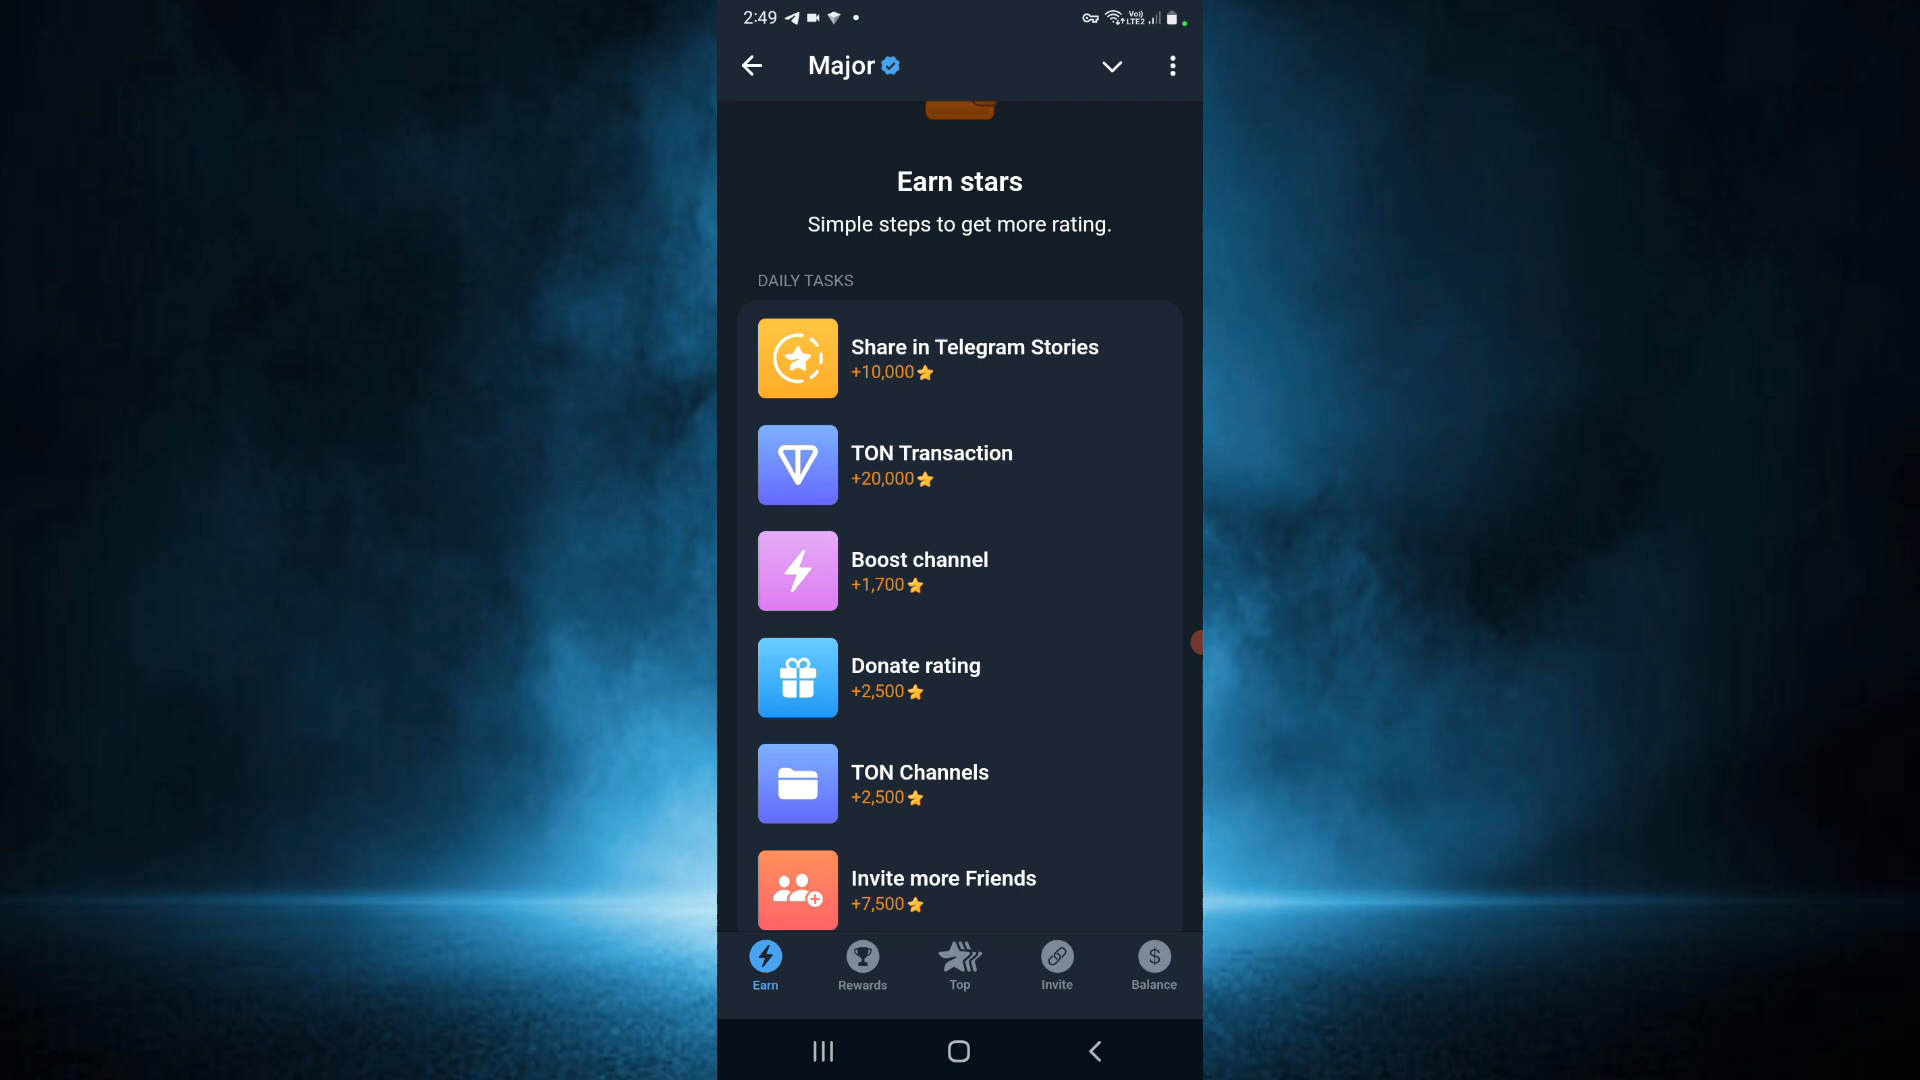 2:49
Vo))
LTE2
Major
Earn stars
Simple steps to get more rating.
DAILY TASKS
Share in Telegram Stories
+10,000
TON Transaction
+20,000
Boost channel
+1,700
Donate rating
+2,500
TON Channels
+2,500
Invite more Friends
+7,500
Earn
Rewards
Top
Invite
$
Balance